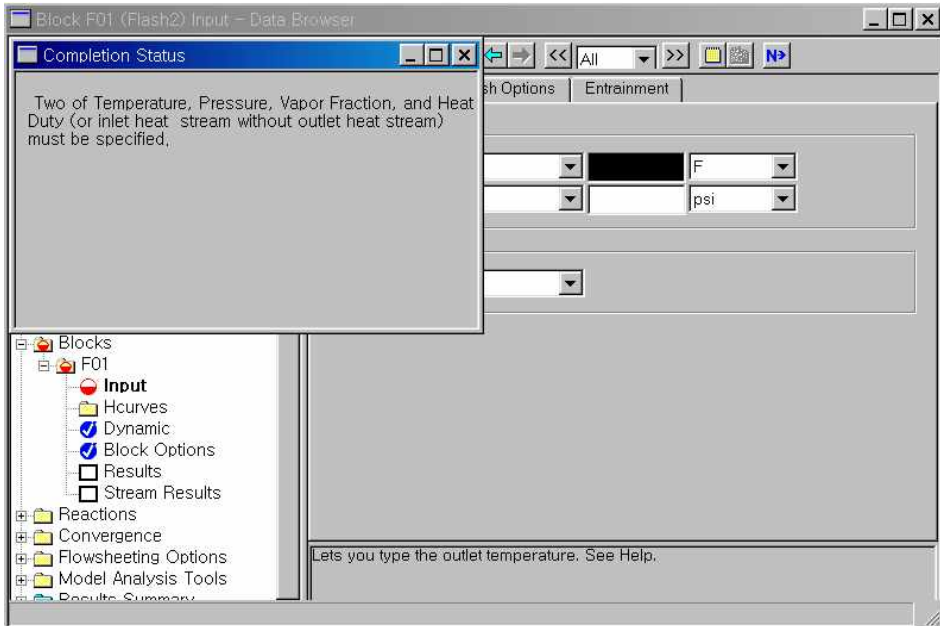 Block F01 (Flash2) Input - Data Browser
Completion Status
Two of Temperature, Pressure, Vapor Fraction, and Heat
Duty (or inlet heat stream without outlet heat stream)
must be specified,
<< All >> N>
sh Options Entrainment
F
psi
Blocks
F01
Input
Hcurves
Dynamic
Block Options
Results
Stream Results
Reactions
Convergence
Flowsheeting Options
Model Analysis Tools
Results Summary
Lets you type the outlet temperature. See Help.